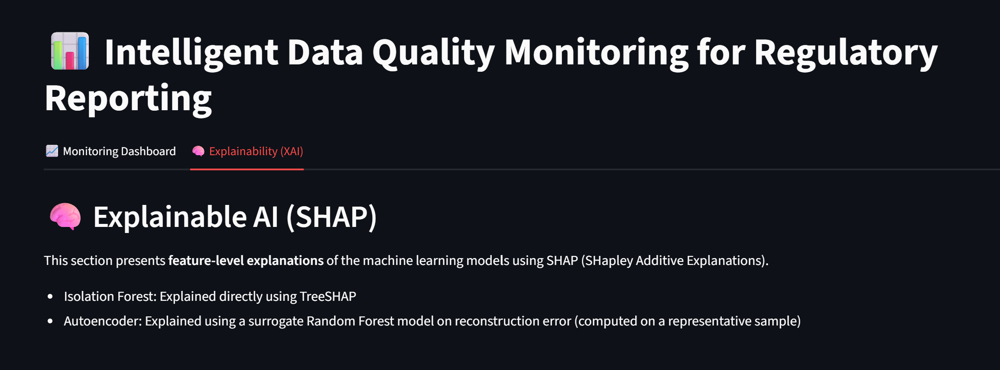 Intelligent Data Quality Monitoring for Regulatory
Reporting
Monitoring Dashboard
Explainability (XAI)
Explainable AI (SHAP)
This section presents feature-level explanations of the machine learning models using SHAP (SHapley Additive Explanations).
• Isolation Forest: Explained directly using TreeSHAP
• Autoencoder: Explained using a surrogate Random Forest model on reconstruction error (computed on a representative sample)